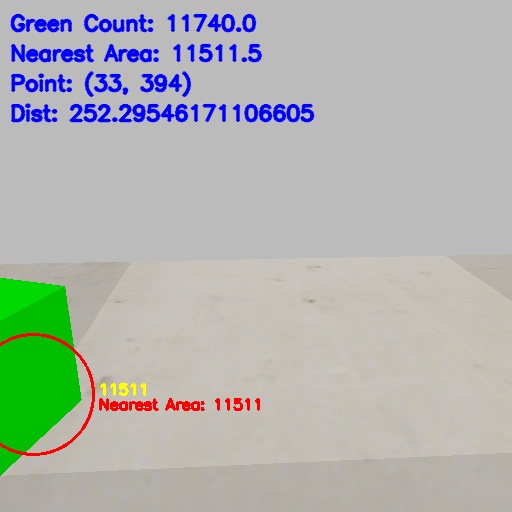 Green Count: 11740.0
Nearest Area: 11511.5
Point: (33, 394)
Dist: 252.29546171106605
11511
Nearest Area: 11511